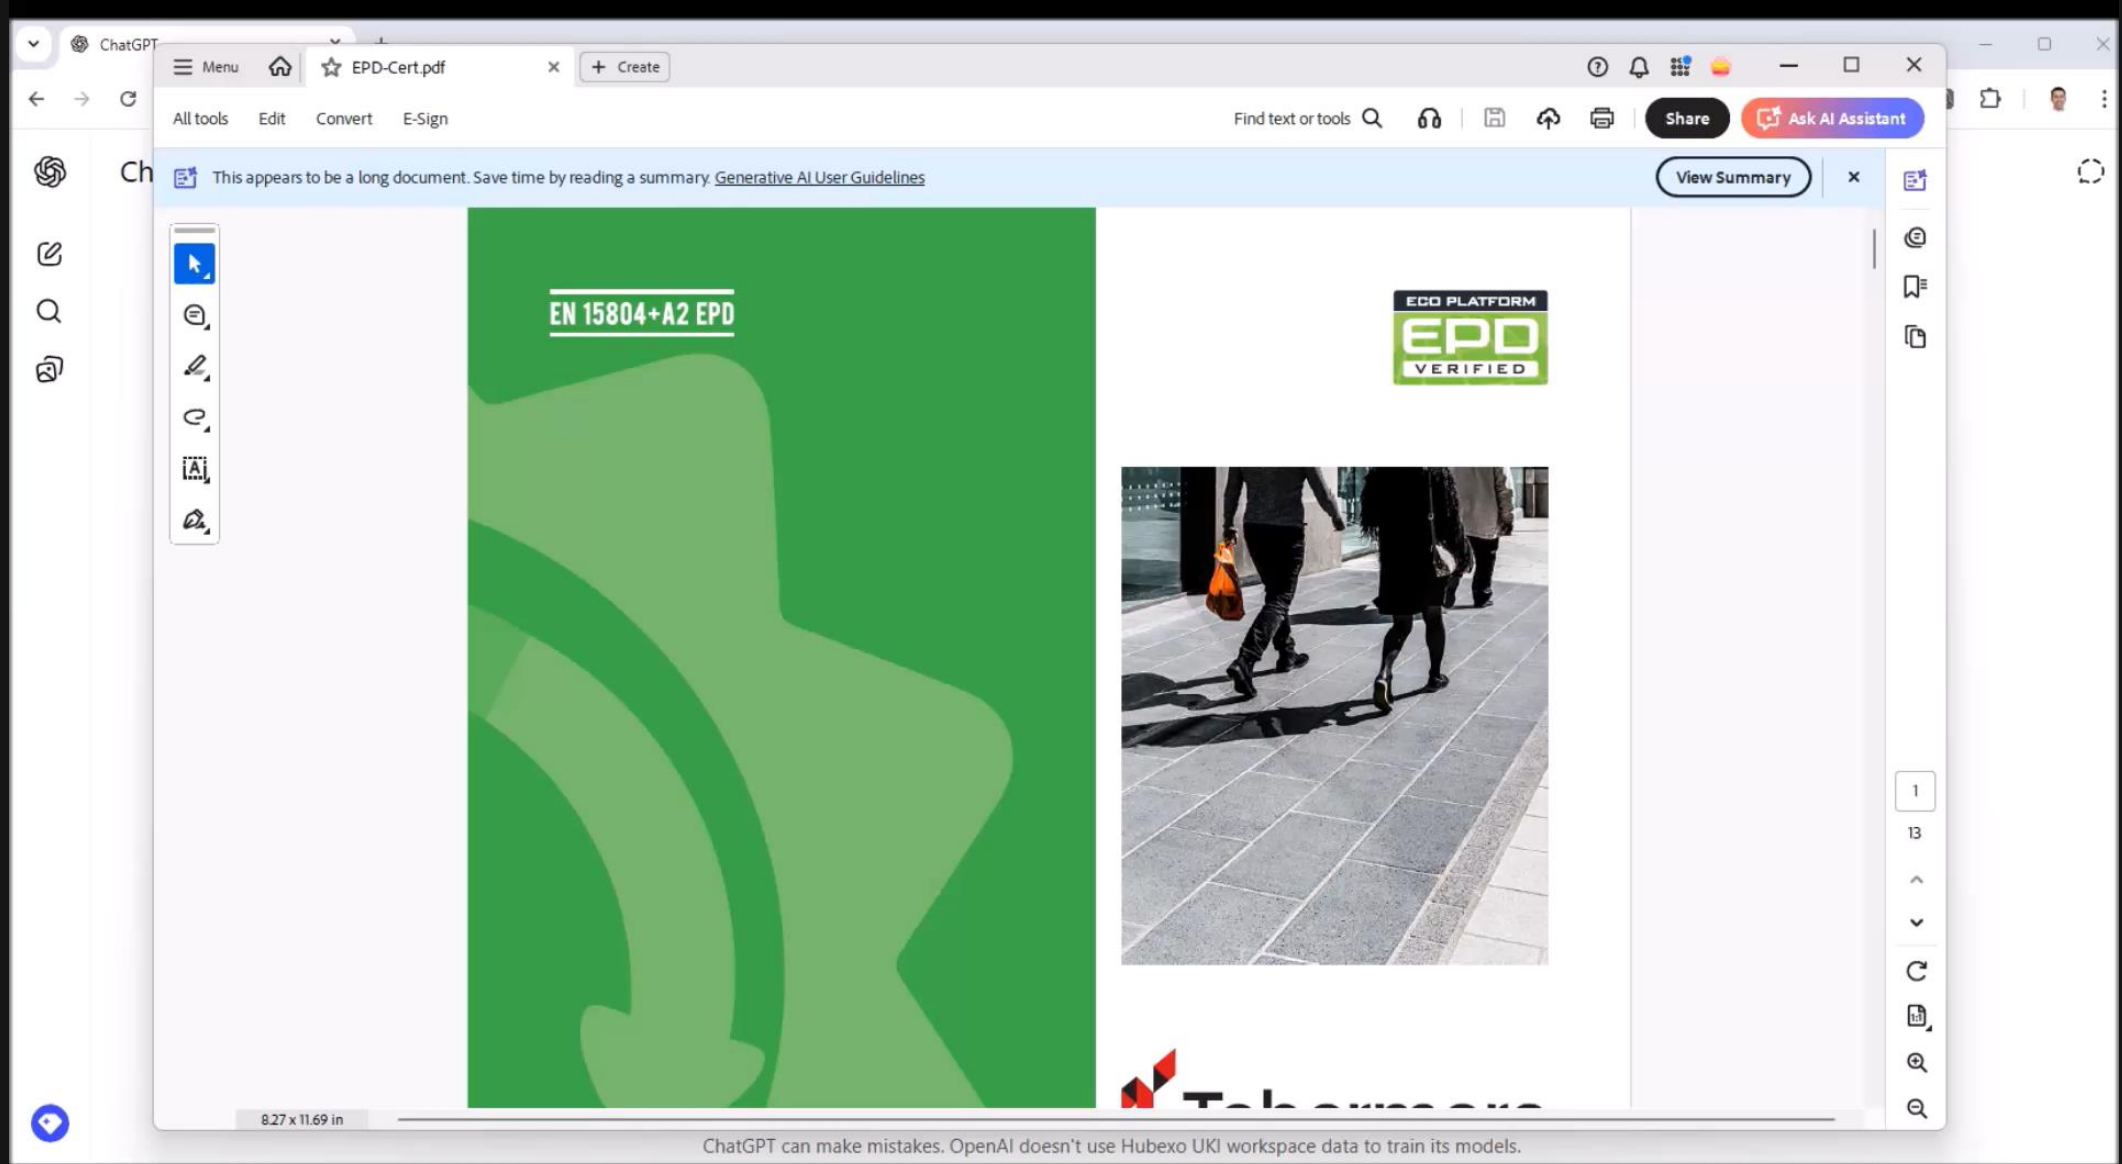 ChatGPT
Menu
EPD-Cert.pdf
Create
All tools
Edit
Convert
E-Sign
Find text or tools
Share
Ask AI Assistant
Ch
This appears to be a long document. Save time by reading a summary. Generative AI User Guidelines
View Summary
EN 15804+A2 EPD
ECO PLATFORM
EPD
VERIFIED
1
13
8.27 x 11.69 in
ChatGPT can make mistakes. OpenAI doesn't use Hubexo UKI workspace data to train its models.